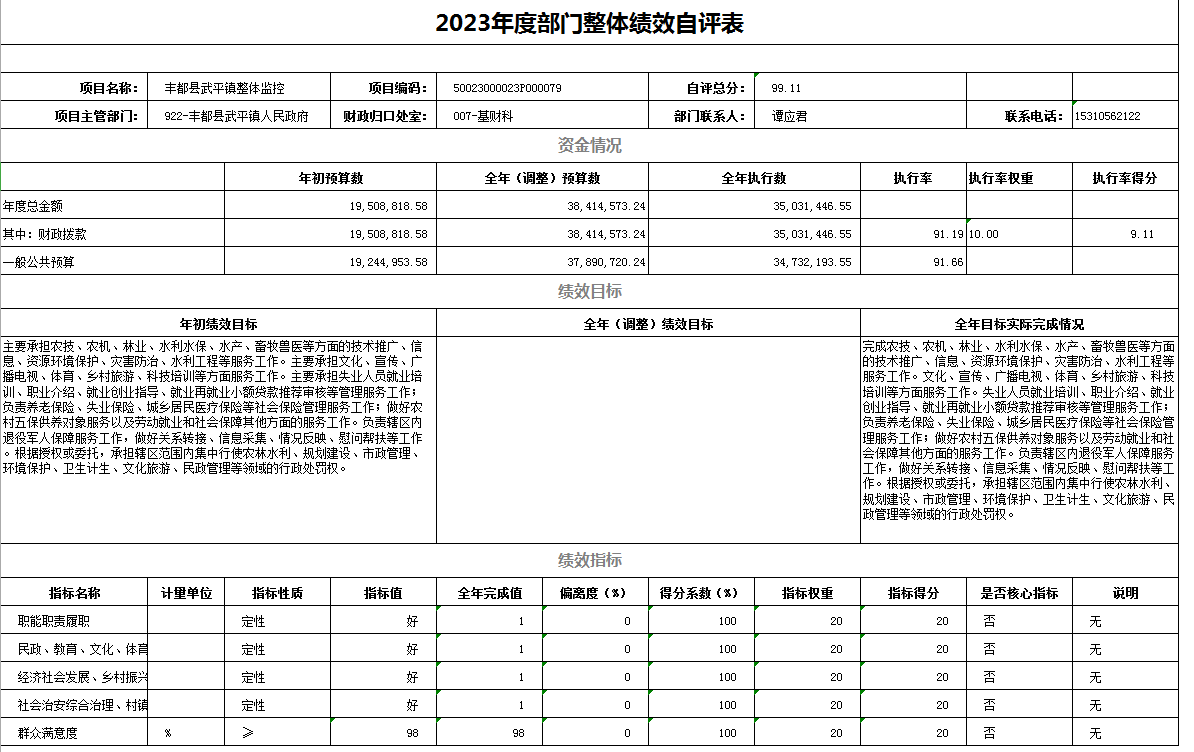 2023年度部门整体绩效自评表
项目名称： 丰都县武平镇整体监控 项目编码： 50023000023P000079 自评总分： 99.11
项目主管部门： 922-丰都县武平镇人民政府 财政归口处室： 007-基财科 部门联系人： 谭应君 联系电话： 15310562122
资金情况
年初预算数 全年（调整）预算数 全年执行数 执行率 执行率权重 执行率得分
年度总金额 19,508,818.58 38,414,573.24 35,031,446.55
其中：财政拨款 19,508,818.58 38,414,573.24 35,031,446.55 91.19 10.00 9.11
一般公共预算 19,244,953.58 37,890,720.24 34,732,193.55 91.66
绩效目标
年初绩效目标 全年（调整）绩效目标 全年目标实际完成情况
主要承担农技、农机、林业、水利水保、水产、畜牧兽医等方面的技术推广、信
息、资源环境保护、灾害防治、水利工程等服务工作。主要承担文化、宣传、广
播电视、体育、乡村旅游、科技培训等方面服务工作。主要承担失业人员就业培
训、职业介绍、就业创业指导、就业再就业小额贷款推荐审核等管理服务工作；
负责养老保险、失业保险、城乡居民医疗保险等社会保险管理服务工作；做好农
村五保供养对象服务以及劳动就业和社会保障其他方面的服务工作。负责辖区内
退役军人保障服务工作，做好关系转接、信息采集、情况反映、慰问帮扶等工作
。根据授权或委托，承担辖区范围内集中行使农林水利、规划建设、市政管理、
环境保护、卫生计生、文化旅游、民政管理等领域的行政处罚权。
完成农技、农机、林业、水利水保、水产、畜牧兽医等方面
的技术推广、信息、资源环境保护、灾害防治、水利工程等
服务工作。文化、宣传、广播电视、体育、乡村旅游、科技
培训等方面服务工作。失业人员就业培训、职业介绍、就业
创业指导、就业再就业小额贷款推荐审核等管理服务工作；
负责养老保险、失业保险、城乡居民医疗保险等社会保险管
理服务工作；做好农村五保供养对象服务以及劳动就业和社
会保障其他方面的服务工作。负责辖区内退役军人保障服务
工作，做好关系转接、信息采集、情况反映、慰问帮扶等工
作。根据授权或委托，承担辖区范围内集中行使农林水利、
规划建设、市政管理、环境保护、卫生计生、文化旅游、民
政管理等领域的行政处罚权。
绩效指标
指标名称 计量单位 指标性质 指标值 全年完成值 偏离度（%） 得分系数（%） 指标权重 指标得分 是否核心指标 说明
职能职责履职 定性 好 1 0 100 20 20 否 无
民政、教育、文化、体育 定性 好 1 0 100 20 20 否 无
经济社会发展、乡村振兴 定性 好 1 0 100 20 20 否 无
社会治安综合治理、村镇 定性 好 1 0 100 20 20 否 无
群众满意度 % ≥ 98 98 0 100 20 20 否 无